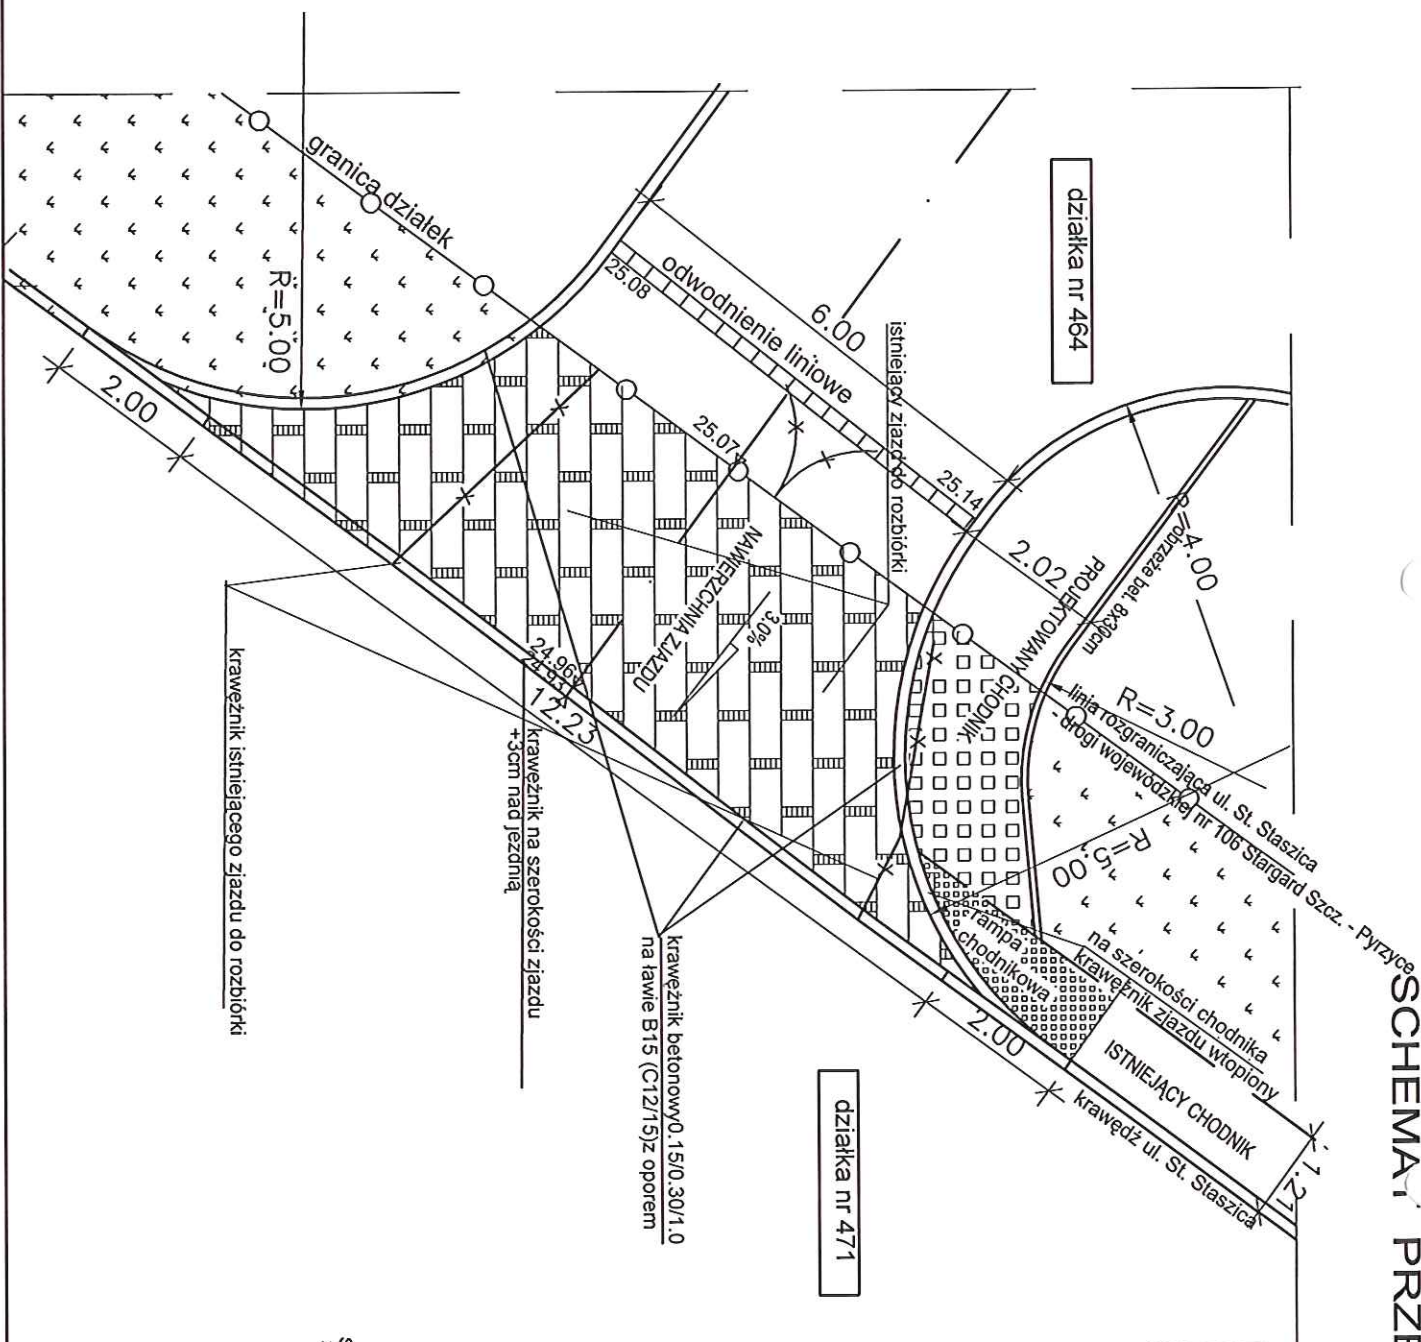 SCHEMAT PRZE
działka nr 464
działka nr 471
granica działek
R=5.00
2.00
6.00
odwodnienie liniowe
25.08
25.14
25.07
istniejący zjazd do rozbiórki
2.02
PROJEKTOWANY
CHODNIK
R=4.00
obrzeże bet. 8x30cm
R=3.00
linia rozgraniczająca ul. St. Staszica
- drogi wojewódzkiej nr 106 Stargard Szcz. - Pyrzyce
R=5.00
NAWIERZCHNIA ZJAZDU
3.0%
24.96
24.93
12.23
rampa
chodnikowa
na szerokości chodnika
krawężnik zjazdu wtopiony
ISTNIEJĄCY CHODNIK
1.21
2.00
krawędź ul. St. Staszica
krawężnik betonowy0.15/0.30/1.0
na ławie B15 (C12/15)z oporem
krawężnik na szerokości zjazdu
+3cm nad jezdnią
krawężnik istniejącego zjazdu do rozbiórki